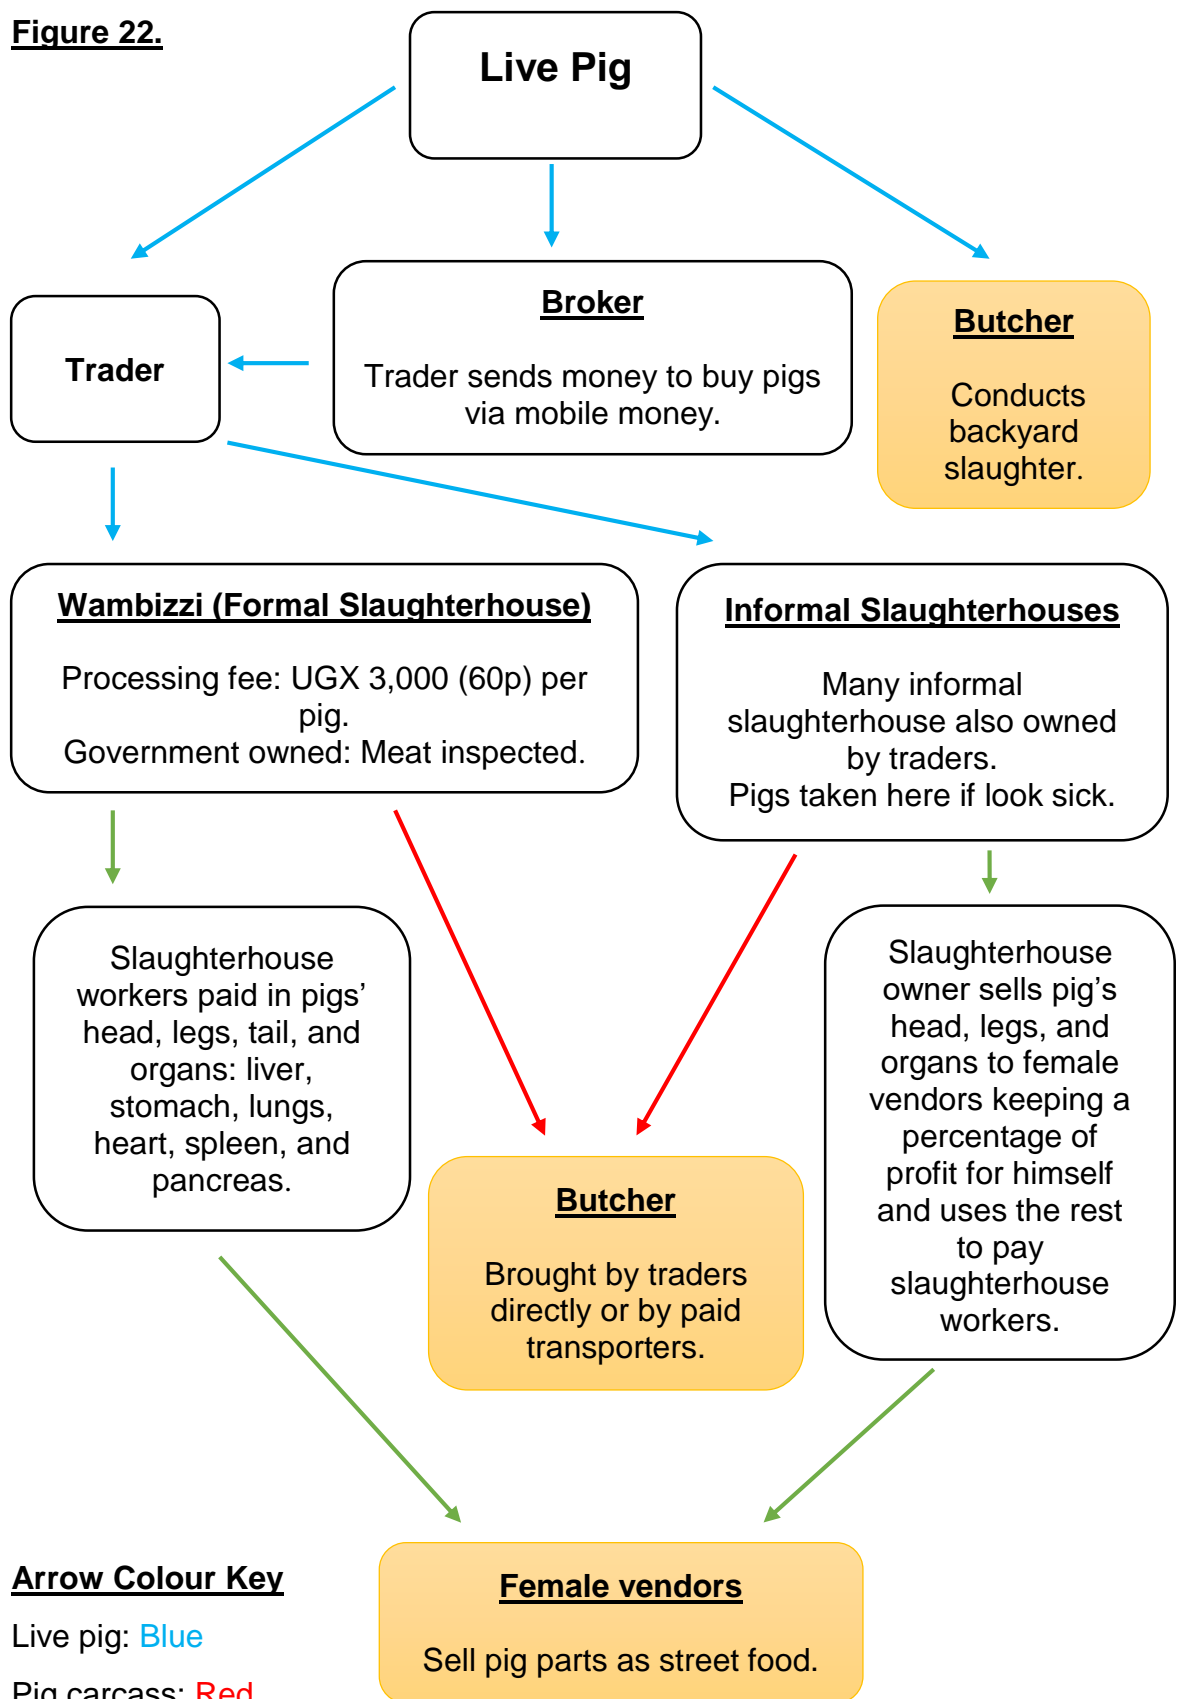 Figure 22.
Live Pig
Broker
Trader sends money to buy pigs
via mobile money.
Trader
Butcher
Conducts
backyard
slaughter.
Wambizzi (Formal Slaughterhouse)
Processing fee: UGX 3,000 (60p) per
pig.
Government owned: Meat inspected.
Informal Slaughterhouses
Many informal
slaughterhouse also owned
by traders.
Pigs taken here if look sick.
Slaughterhouse
workers paid in pigs’
head, legs, tail, and
organs: liver,
stomach, lungs,
heart, spleen, and
pancreas.
Butcher
Brought by traders
directly or by paid
transporters.
Slaughterhouse
owner sells pig’s
head, legs, and
organs to female
vendors keeping a
percentage of
profit for himself
and uses the rest
to pay
slaughterhouse
workers.
Female vendors
Sell pig parts as street food.
Arrow Colour Key
Live pig: Blue
Pig carcass: Red